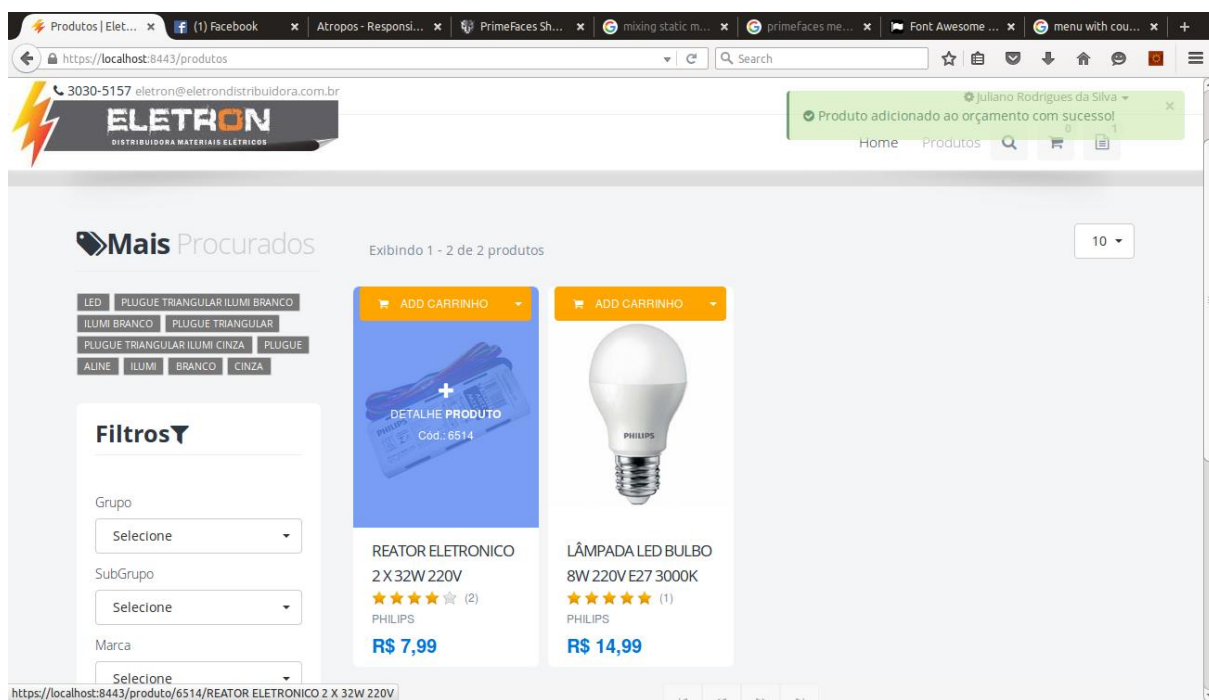 Produtos | Elet...
(1) Facebook
Atropos - Responsi...
PrimeFaces Sh...
mixing static m...
primefaces me...
Font Awesome ...
menu with cou...
https://localhost:8443/produtos
Search
3030-5157 eletron@eletrondistribuidora.com.br
Juliano Rodrigues da Silva
Produto adicionado ao orçamento com sucesso!
ELETRON
DISTRIBUIDORA MATERIAIS ELÉTRICOS
Home
Produtos
0
1
Mais Procurados
Exibindo 1 - 2 de 2 produtos
10
LED
PLUGUE TRIANGULAR ILUMI BRANCO
ILUMI BRANCO
PLUGUE TRIANGULAR
PLUGUE TRIANGULAR ILUMI CINZA
PLUGUE
ALINE
ILUMI
BRANCO
CINZA
ADD CARRINHO
ADD CARRINHO
DETALHE PRODUTO
Cód.: 6514
PHILIPS
PHILIPS
Filtros
Grupo
Selecione
SubGrupo
Selecione
Marca
Selecione
REATOR ELETRONICO
2 X 32W 220V
(2)
PHILIPS
R$ 7,99
LÂMPADA LED BULBO
8W 220V E27 3000K
(1)
PHILIPS
R$ 14,99
https://localhost:8443/produto/6514/REATOR ELETRONICO 2 X 32W 220V